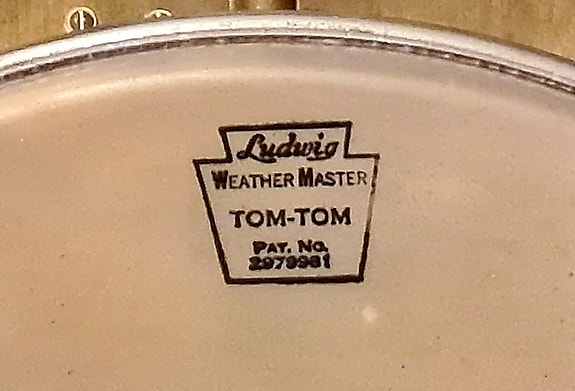 Ludwig
WEATHER MASTER
TOM-TOM
PAT. NO.
2979981